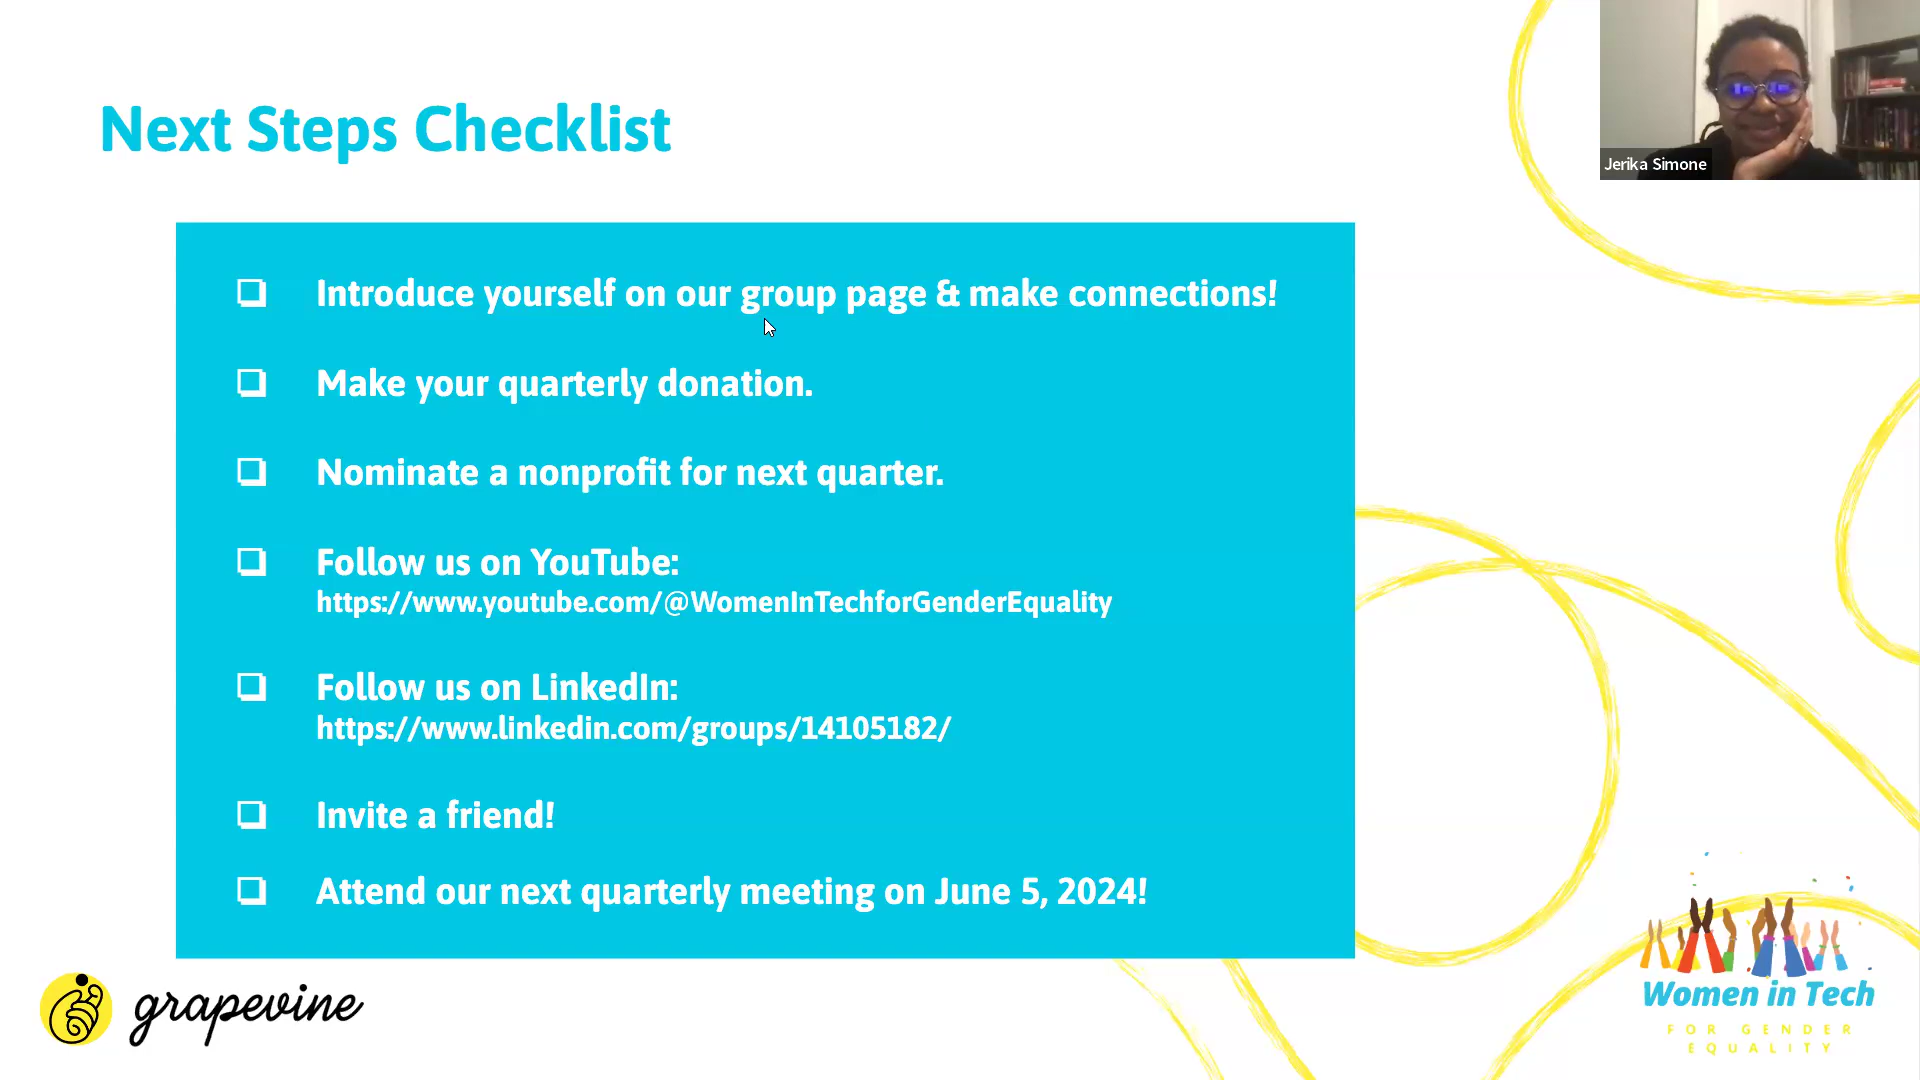 Next Steps Checklist
Jerika Simone
Introduce yourself on our group page & make connections!
Make your quarterly donation.
Nominate a nonprofit for next quarter.
Follow us on YouTube:
https://www.youtube.com/@WomenInTechforGenderEquality
Follow us on LinkedIn:
https://www.linkedin.com/groups/14105182/
Invite a friend!
Attend our next quarterly meeting on June 5, 2024!
grapevine
Women in Tech
FOR GENDER
EQUALITY